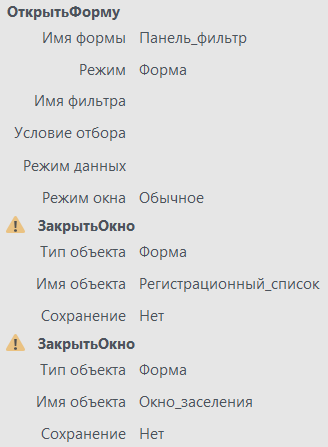 ОткрытьФорму
Имя формы Панель_фильтр
Режим Форма
Имя фильтра
Условие отбора
Режим данных
Режим окна Обычное
ЗакрытьОкно
Тип объекта Форма
Имя объекта Регистрационный_список
Сохранение Нет
ЗакрытьОкно
Тип объекта Форма
Имя объекта Окно_заселения
Сохранение Нет